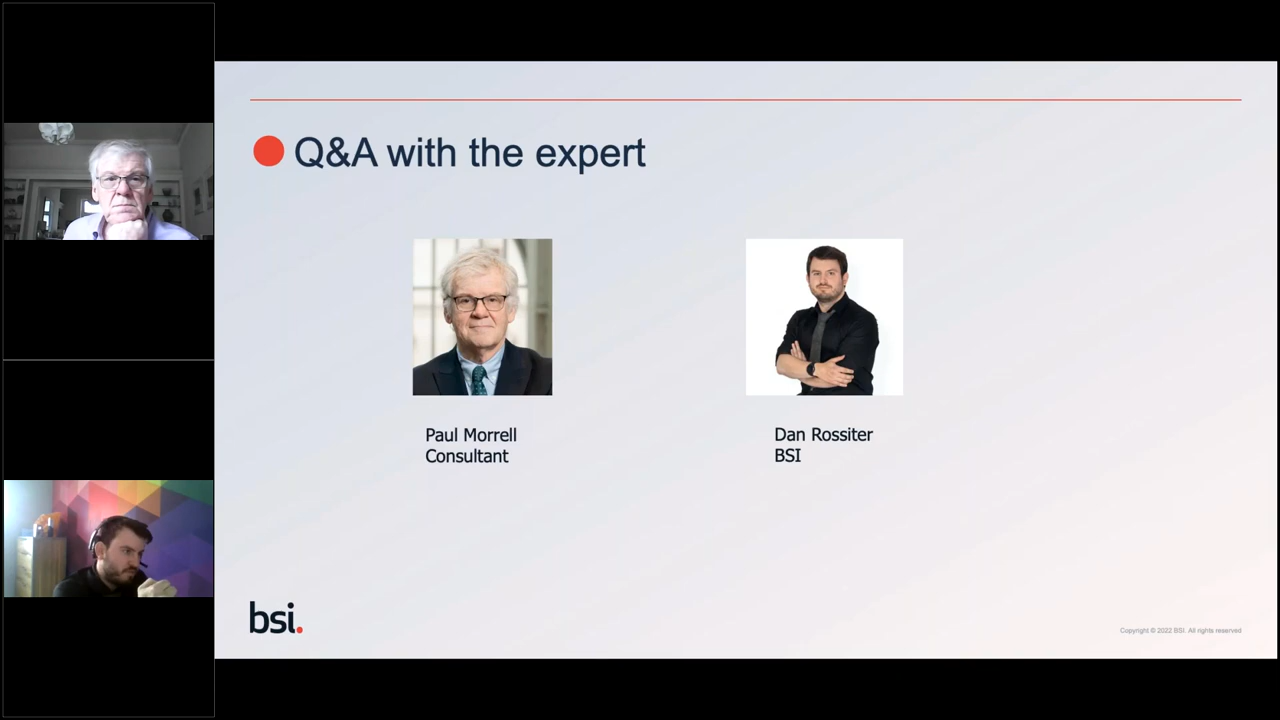 Q&A with the expert
Paul Morrell
Consultant
Dan Rossiter
BSI
bsi.
Copyright © 2022 BSI. All rights reserved